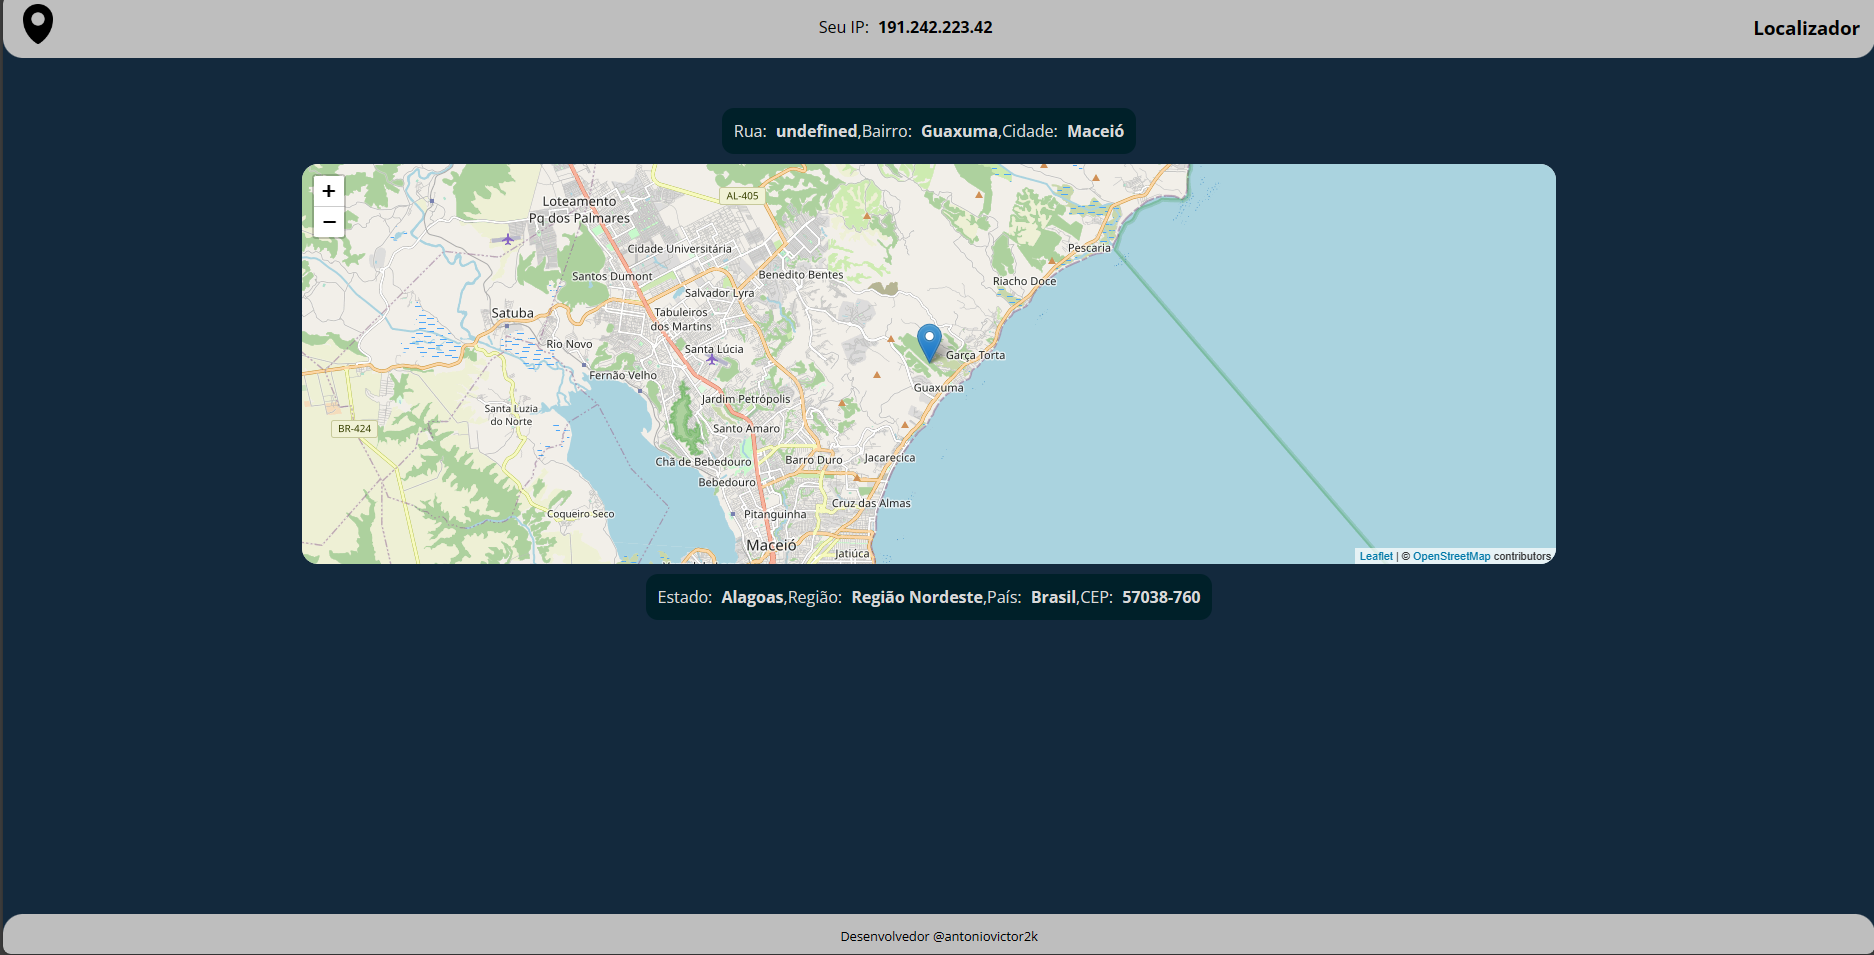 Seu IP: 191.242.223.42
Localizador
Rua: undefined,Bairro: Guaxuma,Cidade: Maceió
+
−
AL-405
Loteamento
Pq dos Palmares
Cidade Universitária
Pescaria
Santos Dumont
Benedito Bentes
Riacho Doce
Salvador Lyra
Satuba
Tabuleiros
dos Martins
Rio Novo
Santa Lúcia
Garça Torta
Fernão Velho
Guaxuma
Jardim Petrópolis
Santa Luzia
do Norte
BR-424
Santo Amaro
Chã de Bebedouro
Barro Duro
Jacarecica
Bebedouro
Cruz das Almas
Coqueiro Seco
Pitanguinha
Maceió
Jatiúca
Leaflet | © OpenStreetMap contributors
Estado: Alagoas,Região: Região Nordeste,País: Brasil,CEP: 57038-760
Desenvolvedor @antoniovictor2k